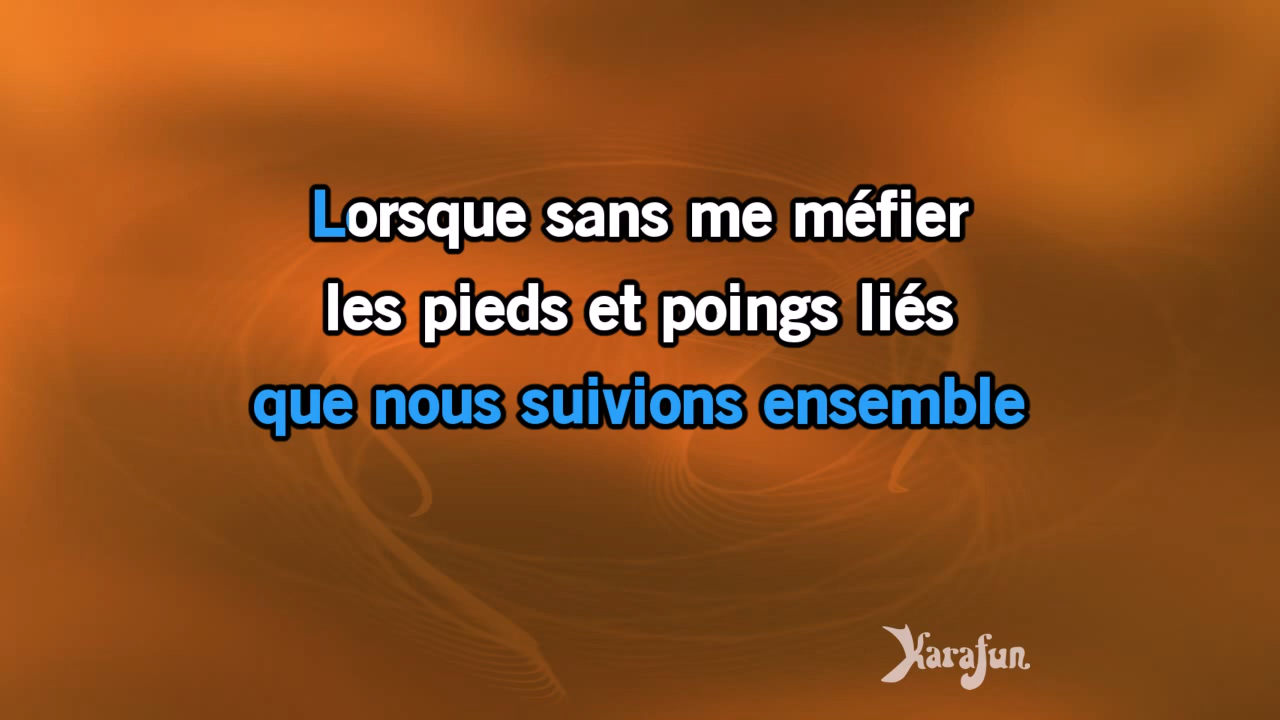 Lorsque sans me méfier
les pieds et poings liés
que nous suivions ensemble
Karafun